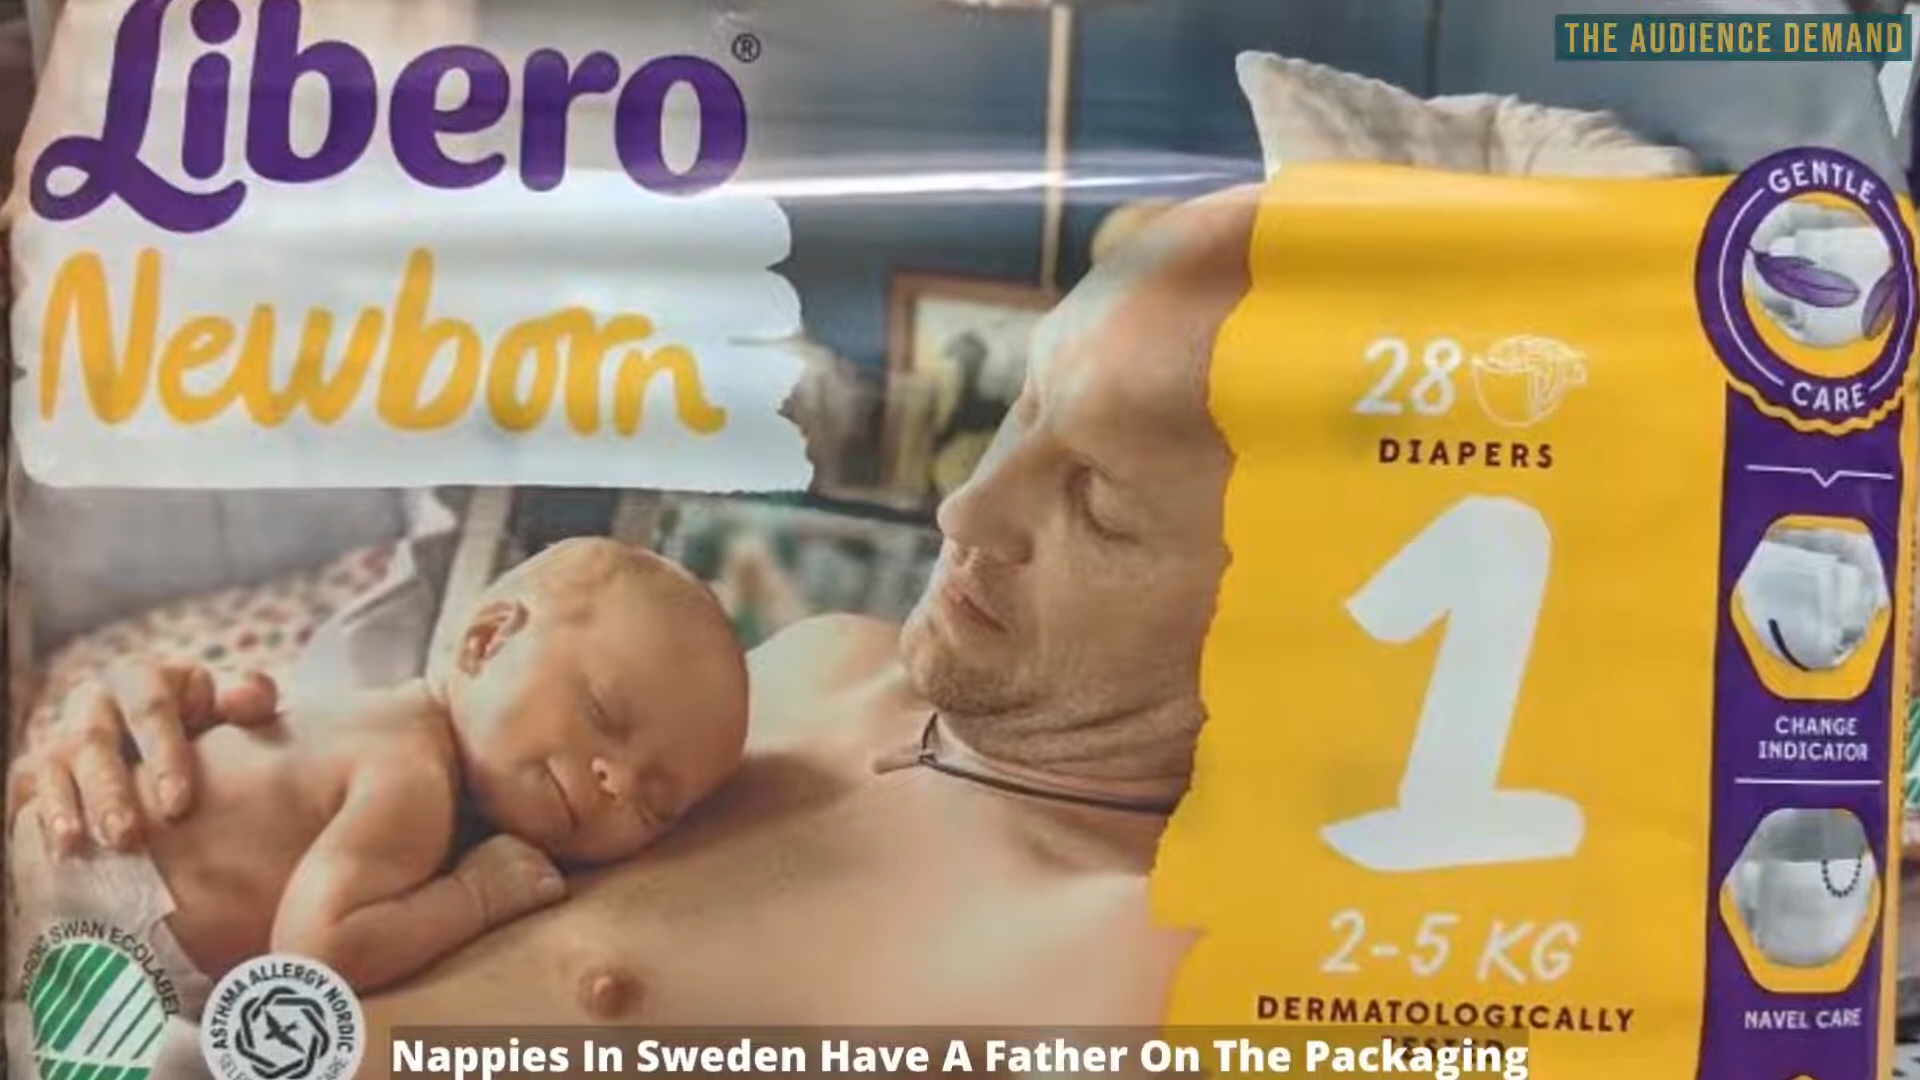 THE AUDIENCE DEMAND
Libero®
Newborn
GENTLE
CARE
28
DIAPERS
1
CHANGE
INDICATOR
2-5 KG
NAVEL CARE
DERMATOLOGICALLY
SWAN ECOLABEL
ASTHMA ALLERGY NORDIC
Nappies In Sweden Have A Father On The Packaging